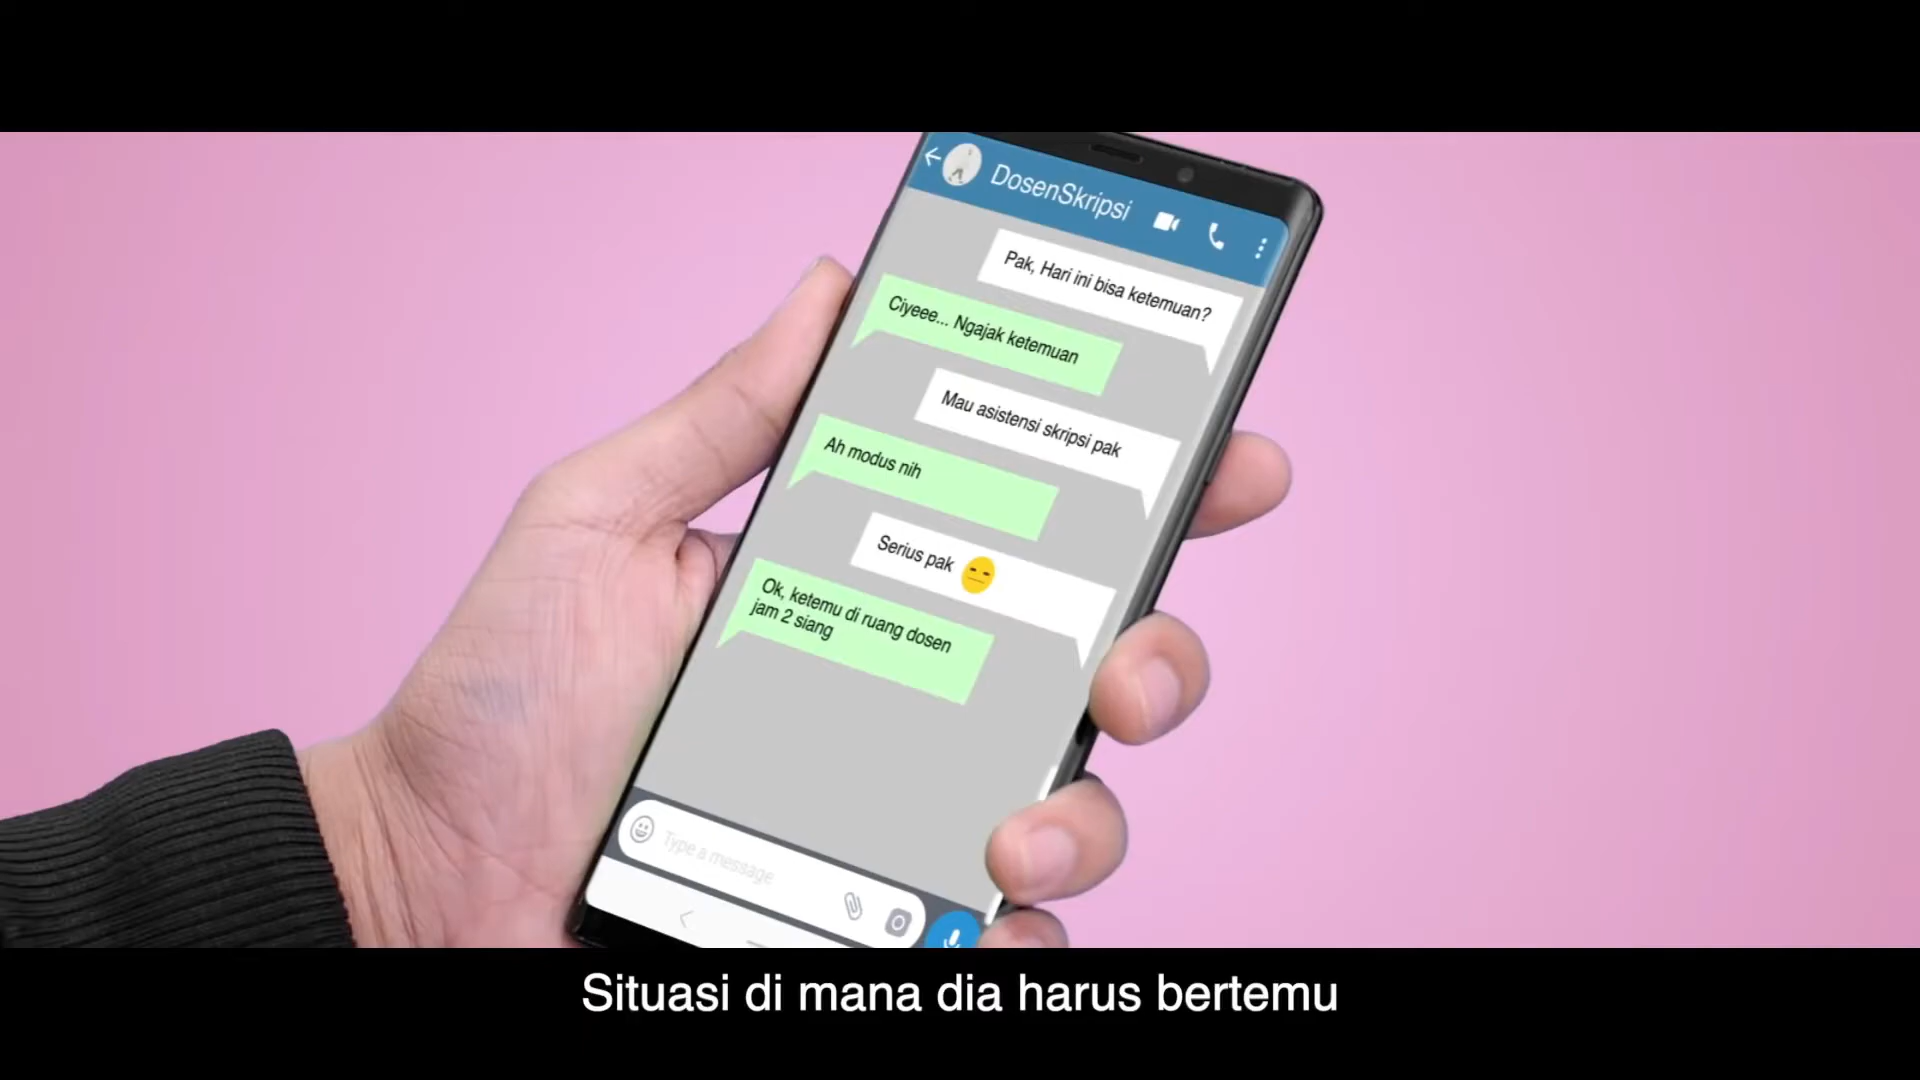 DosenSkripsi
Pak, Hari ini bisa ketemuan?
Ciyeee... Ngajak ketemuan
Mau asistensi skripsi pak
Ah modus nih
Serius pak
Ok, ketemu di ruang dosen
jam 2 siang
Type a message
Situasi di mana dia harus bertemu